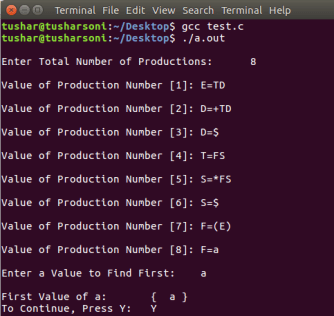 Terminal File Edit View Search Terminal Help
tushar@tusharsoni:~/Desktop$ gcc test.c
tushar@tusharsoni:~/Desktop$ ./a.out
Enter Total Number of Productions: 8
Value of Production Number [1]: E=TD
Value of Production Number [2]: D=+TD
Value of Production Number [3]: D=$
Value of Production Number [4]: T=FS
Value of Production Number [5]: S=*FS
Value of Production Number [6]: S=$
Value of Production Number [7]: F=(E)
Value of Production Number [8]: F=a
Enter a Value to Find First: a
First Value of a: { a }
To Continue, Press Y: Y